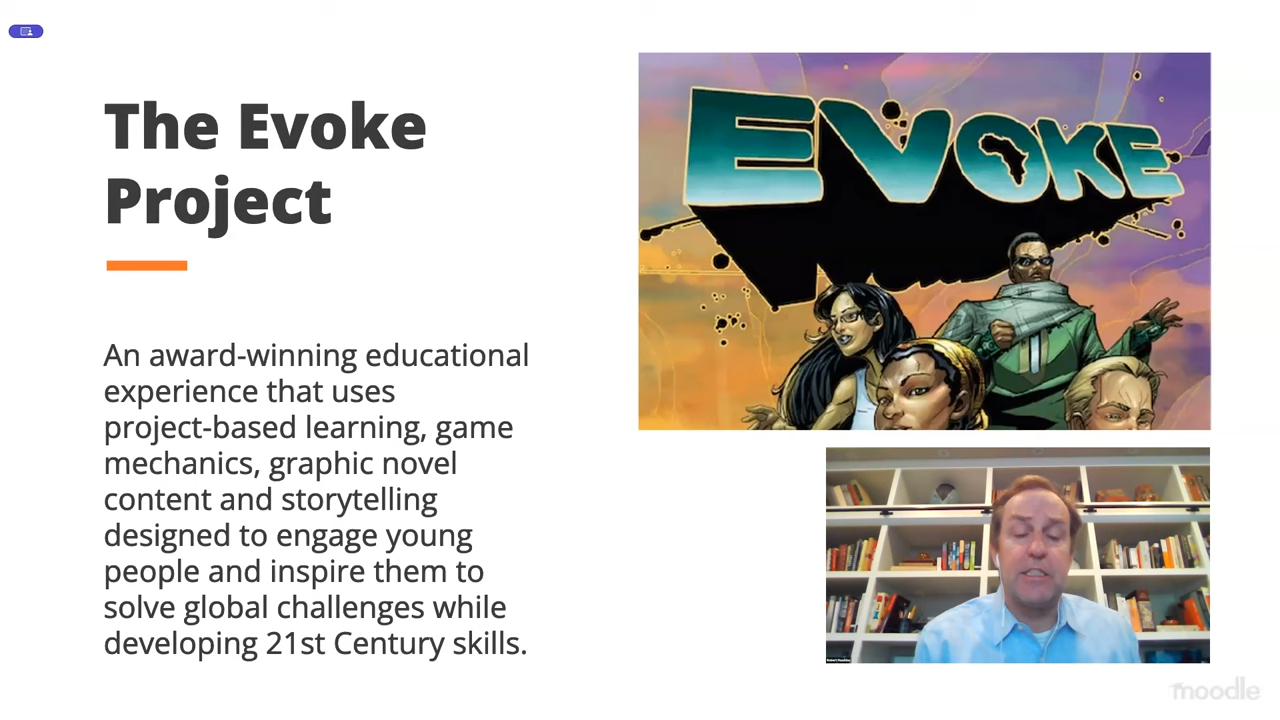 The Evoke
Project
An award-winning educational
experience that uses
project-based learning, game
mechanics, graphic novel
content and storytelling
designed to engage young
people and inspire them to
solve global challenges while
developing 21st Century skills.
EVOKE
moodle